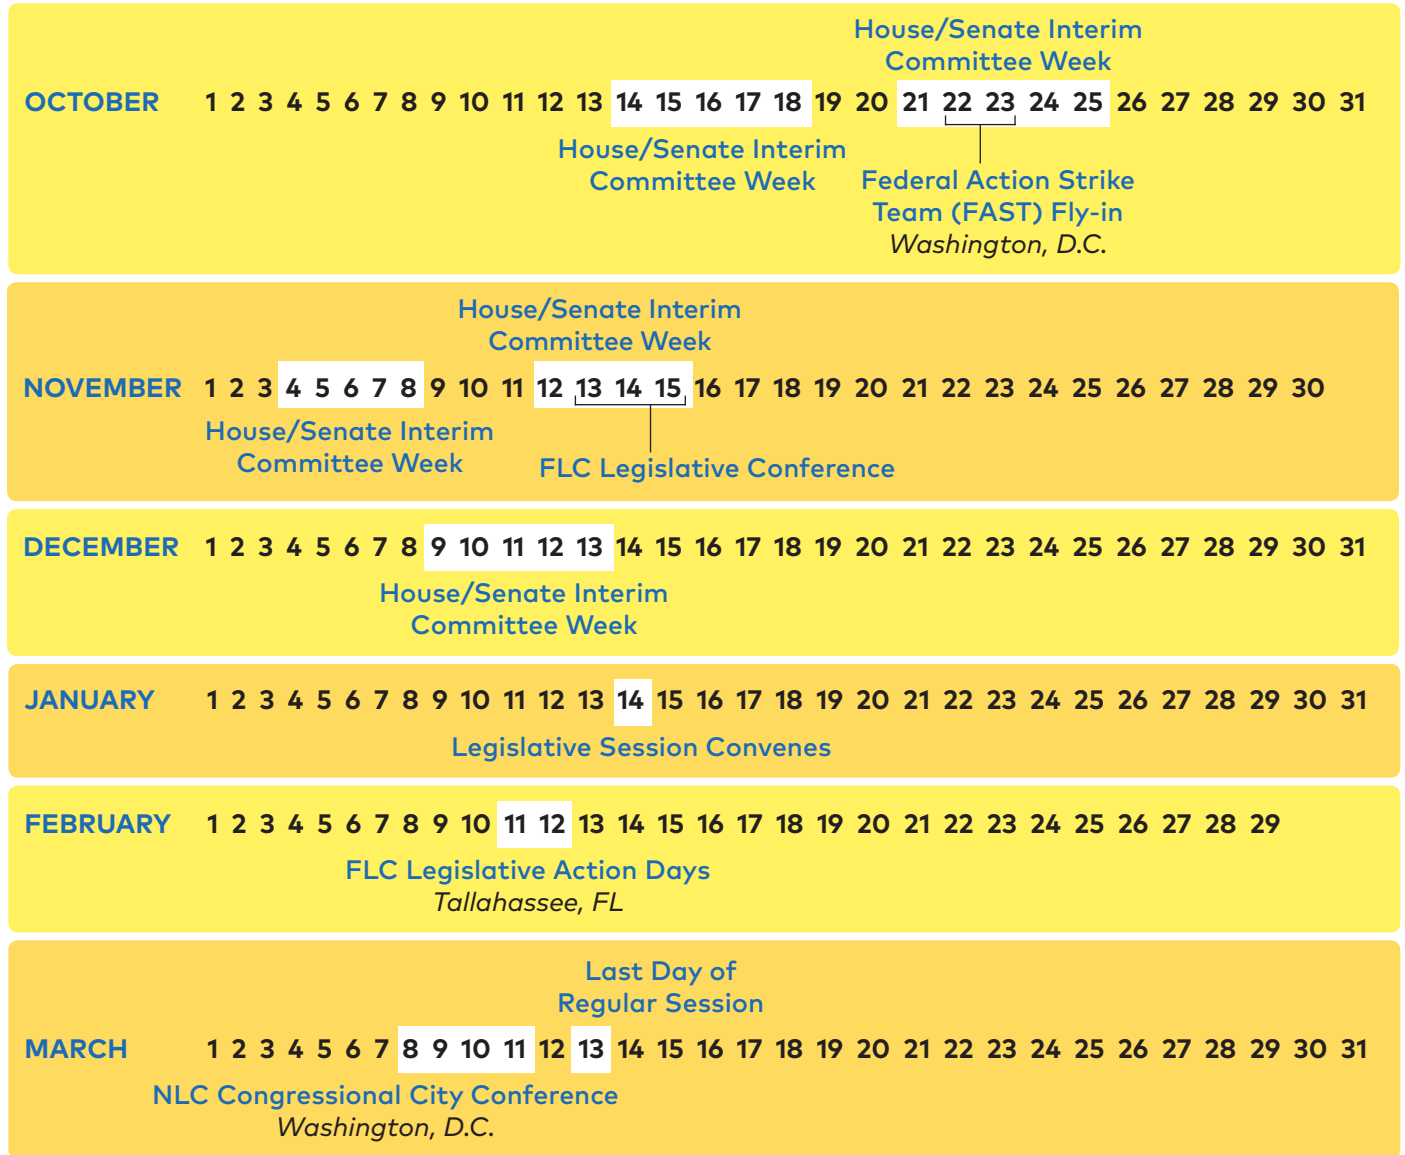 House/Senate Interim
Committee Week
OCTOBER 1 2 3 4 5 6 7 8 9 10 11 12 13 14 15 16 17 18 19 20 21 22 23 24 25 26 27 28 29 30 31
House/Senate Interim
Committee Week
Federal Action Strike
Team (FAST) Fly-in
Washington, D.C.
House/Senate Interim
Committee Week
NOVEMBER 1 2 3 4 5 6 7 8 9 10 11 12 13 14 15 16 17 18 19 20 21 22 23 24 25 26 27 28 29 30
House/Senate Interim
Committee Week
FLC Legislative Conference
DECEMBER 1 2 3 4 5 6 7 8 9 10 11 12 13 14 15 16 17 18 19 20 21 22 23 24 25 26 27 28 29 30 31
House/Senate Interim
Committee Week
JANUARY 1 2 3 4 5 6 7 8 9 10 11 12 13 14 15 16 17 18 19 20 21 22 23 24 25 26 27 28 29 30 31
Legislative Session Convenes
FEBRUARY 1 2 3 4 5 6 7 8 9 10 11 12 13 14 15 16 17 18 19 20 21 22 23 24 25 26 27 28 29
FLC Legislative Action Days
Tallahassee, FL
Last Day of
Regular Session
MARCH 1 2 3 4 5 6 7 8 9 10 11 12 13 14 15 16 17 18 19 20 21 22 23 24 25 26 27 28 29 30 31
NLC Congressional City Conference
Washington, D.C.